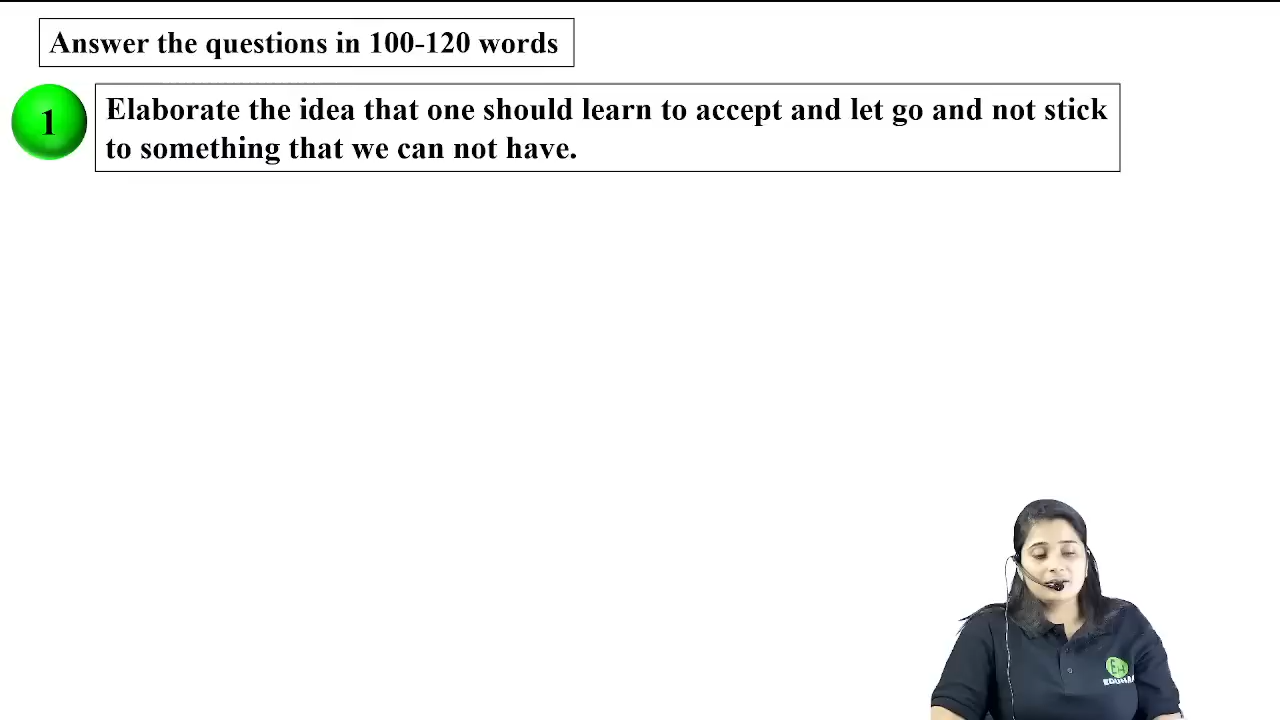 Answer the questions in 100-120 words
1
Elaborate the idea that one should learn to accept and let go and not stick
to something that we can not have.